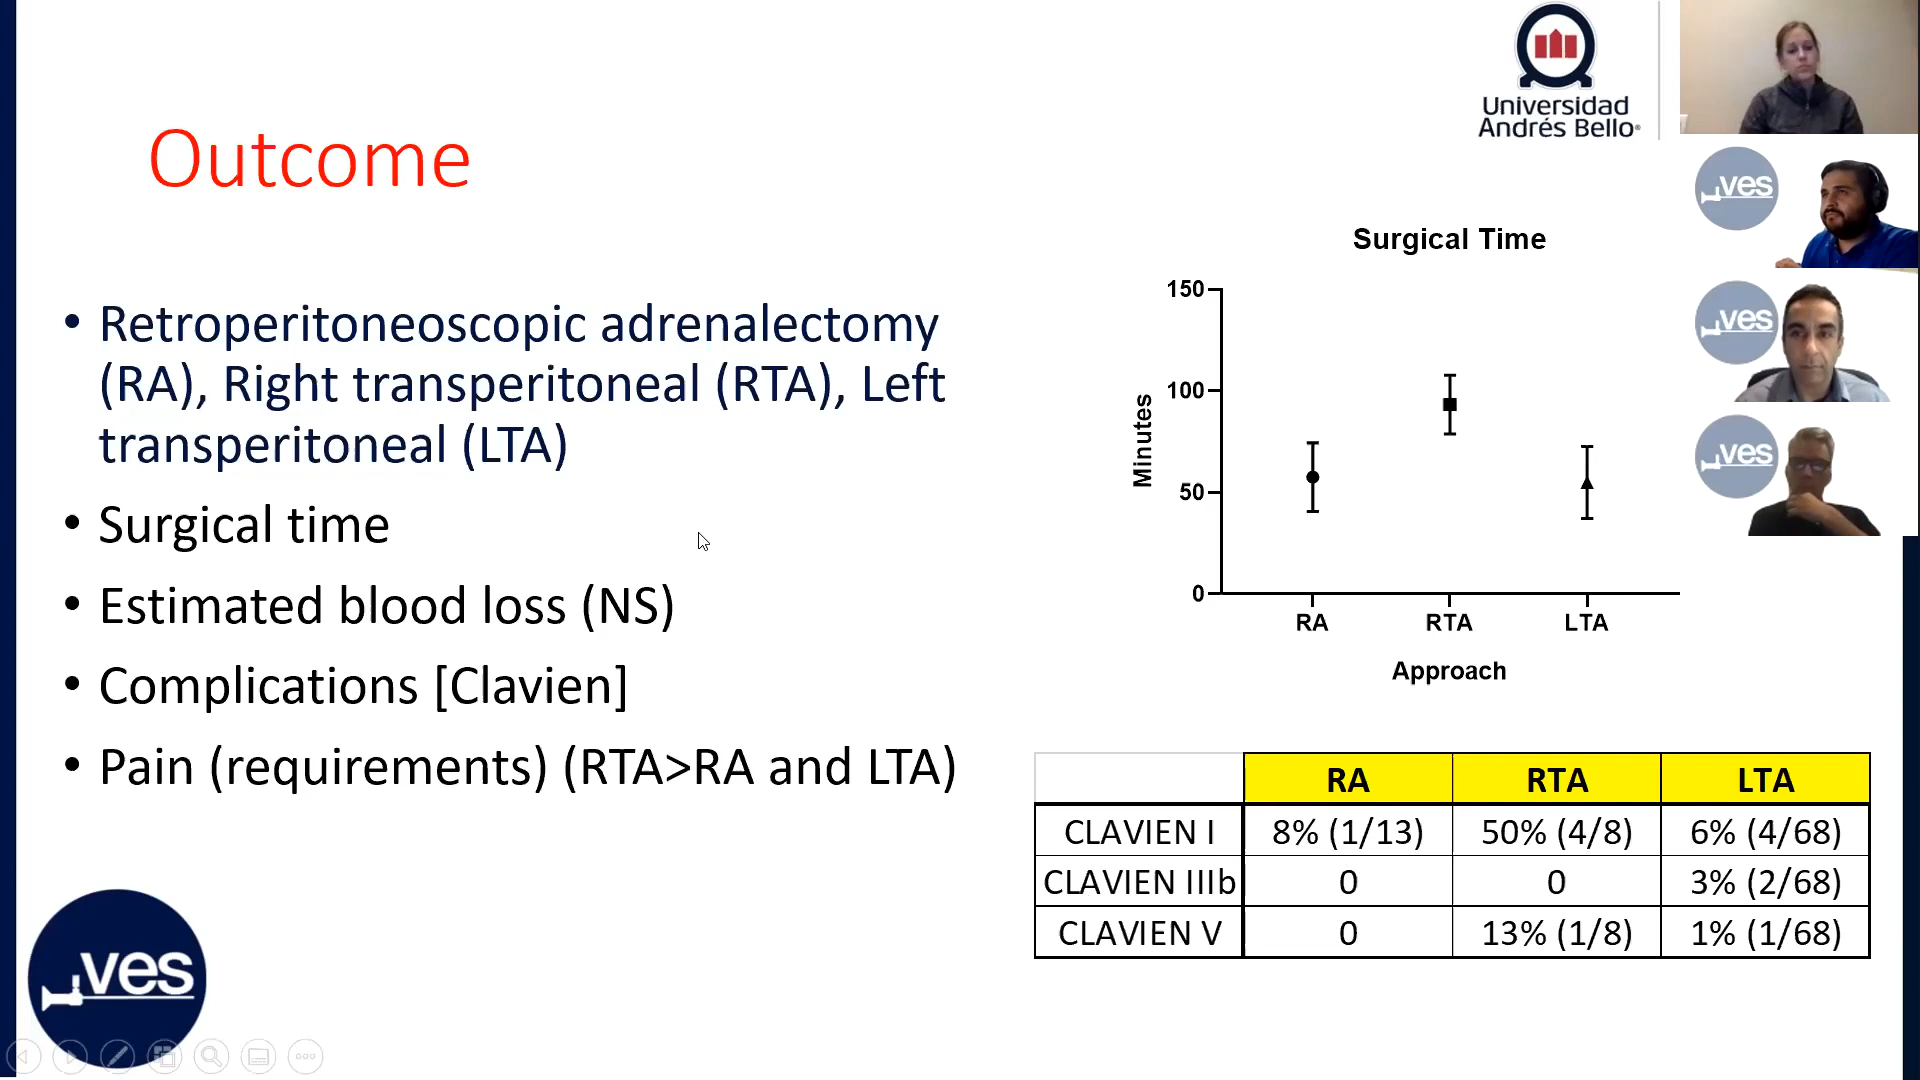 Outcome
• Retroperitoneoscopic adrenalectomy
(RA), Right transperitoneal (RTA), Left
transperitoneal (LTA)
• Surgical time
• Estimated blood loss (NS)
• Complications [Clavien]
• Pain (requirements) (RTA>RA and LTA)
Universidad
Andrés Bello®
Surgical Time
150
100
50
0
Minutes
RA RTA LTA
Approach
RA RTA LTA
CLAVIEN I 8% (1/13) 50% (4/8) 6% (4/68)
CLAVIEN IIIb 0 0 3% (2/68)
CLAVIEN V 0 13% (1/8) 1% (1/68)
ves
ves
ves
ves